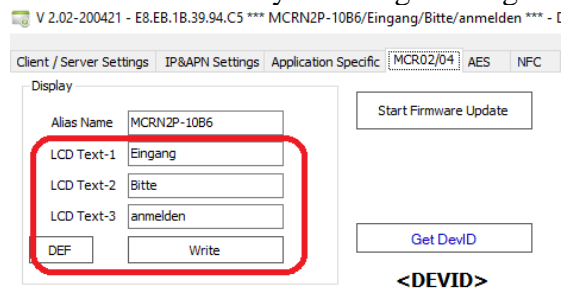 V 2.02-200421 - E8.EB.1B.39.94.C5 *** MCRN2P-10B6/Eingang/Bitte/anmelden *** - D
Client / Server Settings IP&APN Settings Application Specific MCR02/04 AES NFC
Display
Alias Name MCRN2P-10B6
Start Firmware Update
LCD Text-1 Eingang
LCD Text-2 Bitte
LCD Text-3 anmelden
DEF Write
Get DevID
<DEVID>